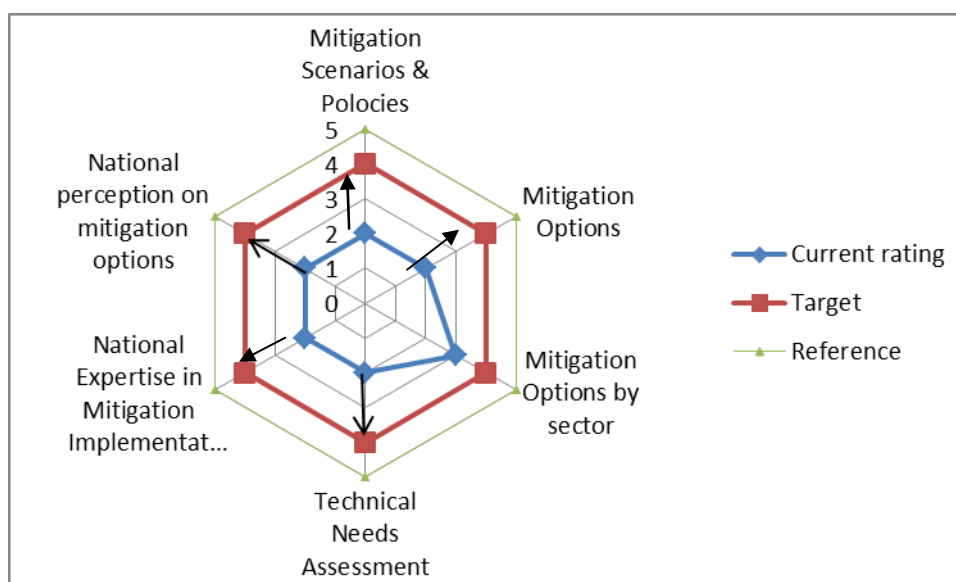 Mitigation
Scenarios &
Polocies
5
4
3
2
1
0
National
perception on
mitigation
options
Mitigation
Options
National
Expertise in
Mitigation
Implementat...
Mitigation
Options by
sector
Technical
Needs
Assessment
Current rating
Target
Reference